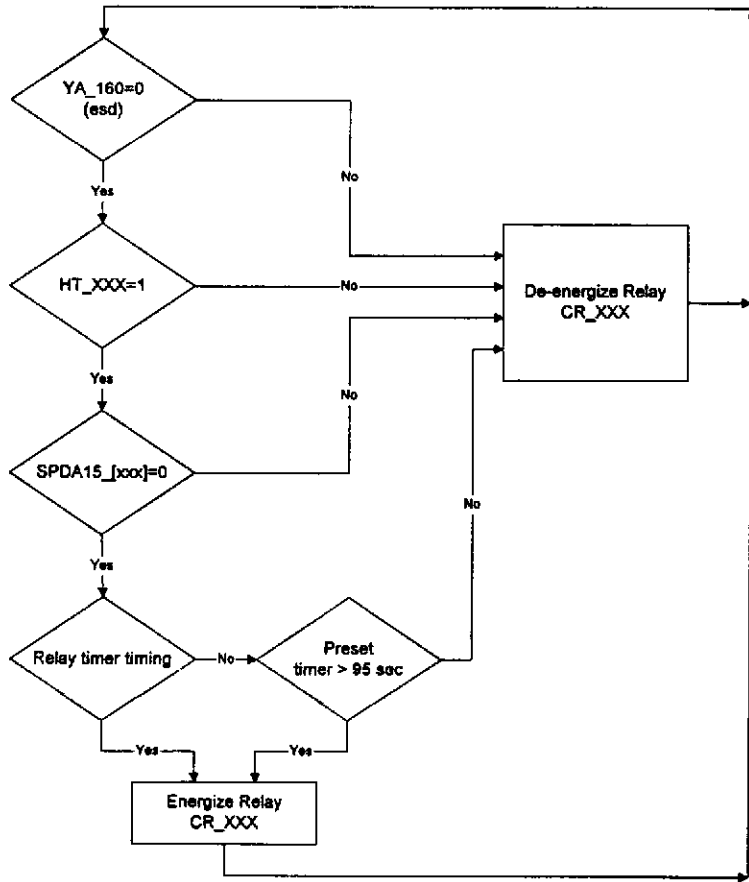 YA_160=0
(esd)
No
Yes
HT_XXX=1
No
De-energize Relay
CR_XXX
Yes
No
SPDA15_[xxx]=0
No
Yes
Relay timer timing
No
Preset
timer > 95 sec
Yes
Yes
Energize Relay
CR_XXX